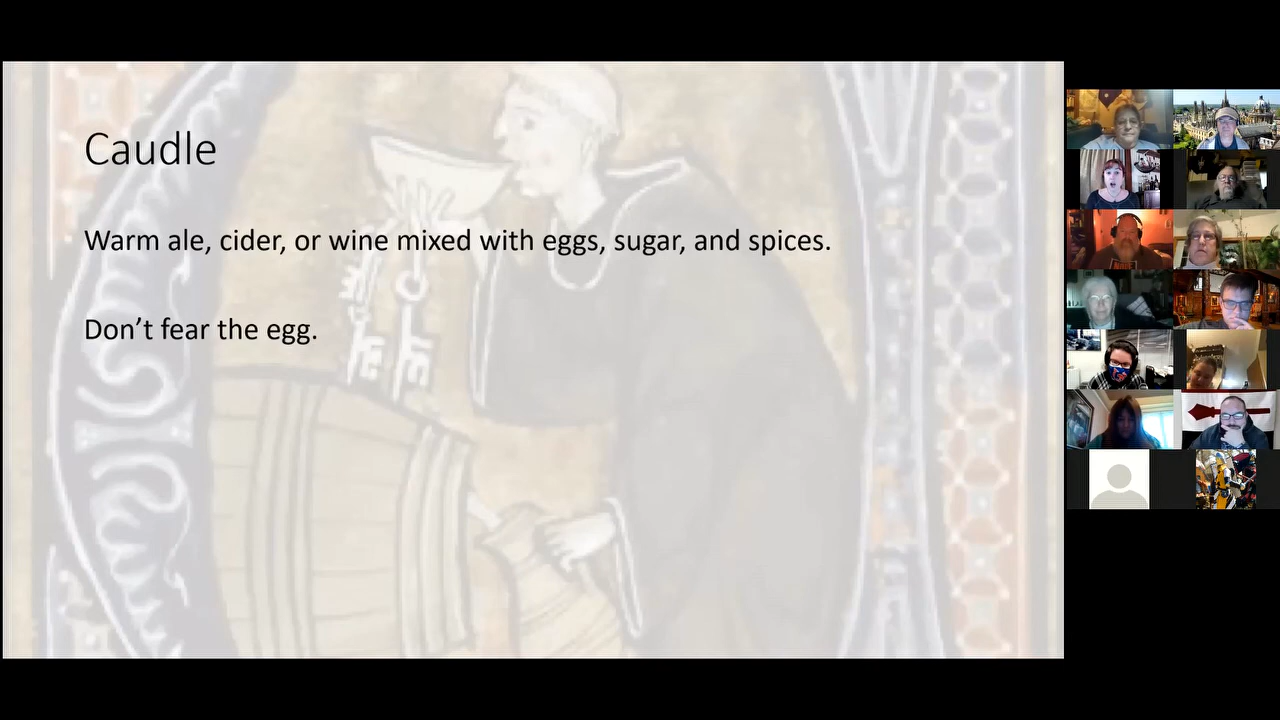 Caudle
Warm ale, cider, or wine mixed with eggs, sugar, and spices.
Don’t fear the egg.